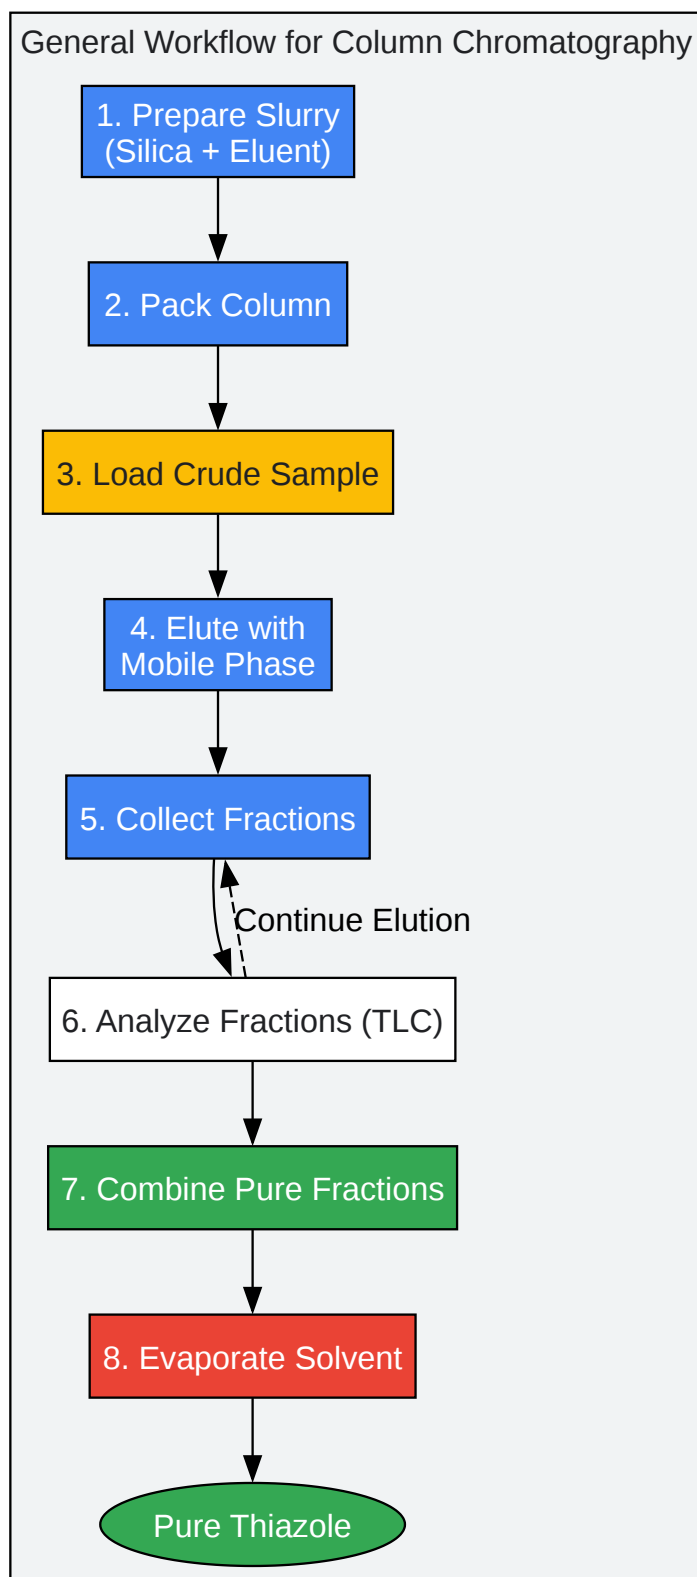 General Workflow for Column Chromatography
1. Prepare Slurry
(Silica + Eluent)
2. Pack Column
3. Load Crude Sample
4. Elute with
Mobile Phase
5. Collect Fractions
Continue Elution
6. Analyze Fractions (TLC)
7. Combine Pure Fractions
8. Evaporate Solvent
Pure Thiazole